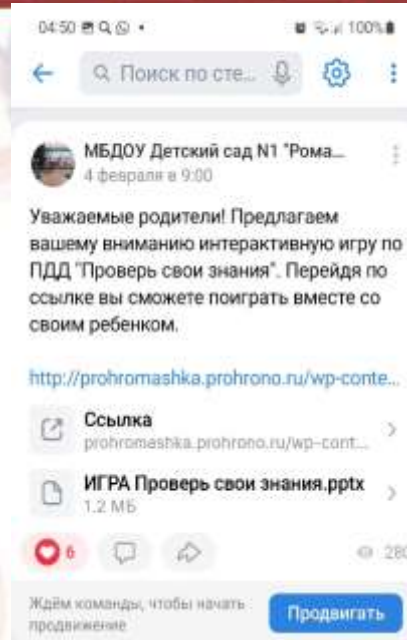 04:50
100%
Поиск по сте...
МБДОУ Детский сад N1 "Рома...
4 февраля в 9:00
Уважаемые родители! Предлагаем
вашему вниманию интерактивную игру по
ПДД "Проверь свои знания". Перейдя по
ссылке вы сможете поиграть вместе со
своим ребенком.
http://prohromashka.prohrono.ru/wp-conte...
Ссылка
prohromashka.prohrono.ru/wp-cont...
ИГРА Проверь свои знания.pptx
1.2 МБ
6
280
Ждём команды, чтобы начать
продвижение
Продвигать